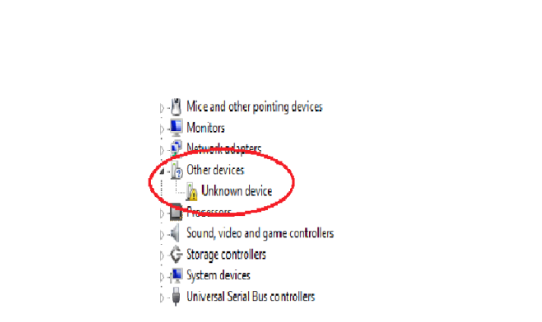 Mice and other pointing devices
Monitors
Network adapters
Other devices
Unknown device
Processors
Sound, video and game controllers
Storage controllers
System devices
Universal Serial Bus controllers